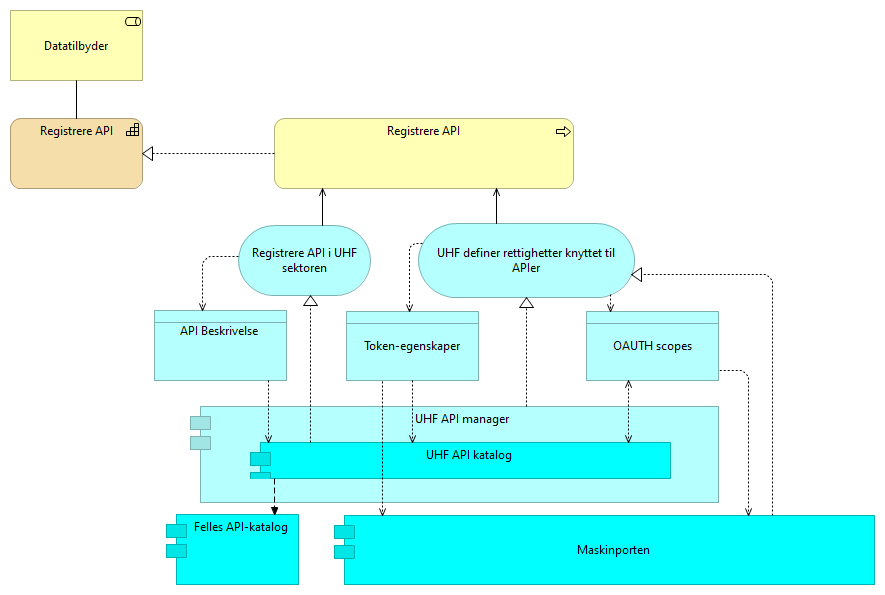 Datatilbyder
Registrere API
Registrere API
Registrere API i UHF
sektoren
UHF definer rettighetter knyttet til
APIer
API Beskrivelse
Token-egenskaper
OAUTH scopes
UHF API manager
UHF API katalog
Felles API-katalog
Maskinporten